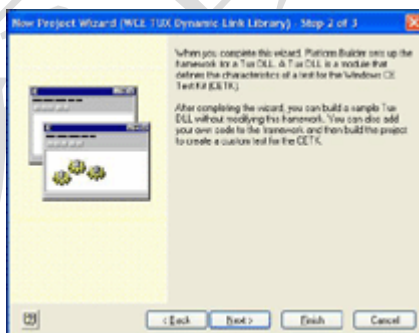 New Project Wizard (WCE TUX Dynamic Link Library) - Step 2 of 3
When you complete this wizard, Platform Builder sets up the
framework for a Tux DLL. A Tux DLL is a module that
defines the characteristics of a test for the Windows CE
Test Kit (CETK).
After completing the wizard, you can build a sample Tux
DLL without modifying this framework. You can also add
your own code to the framework and then build the project
to create a custom test for the CETK.
?
< Back
Next >
Finish
Cancel